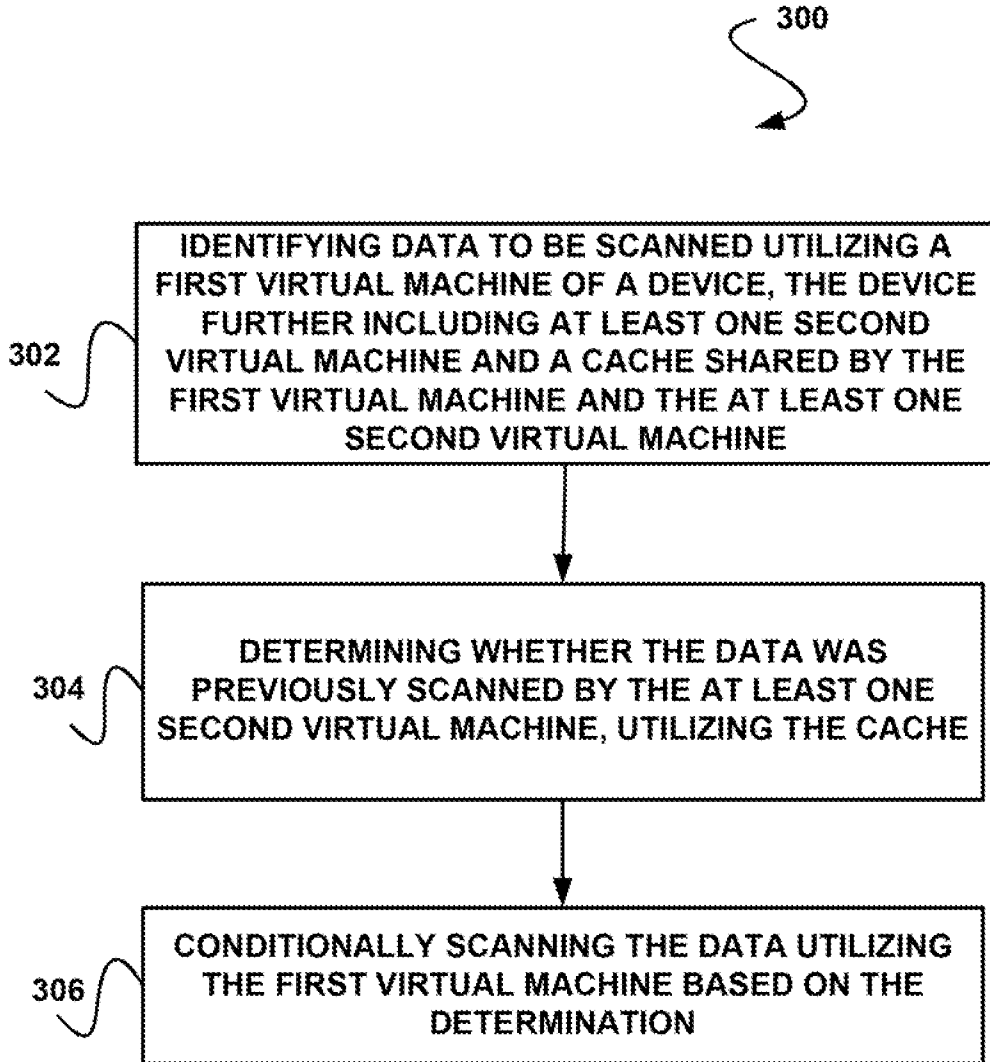 300
IDENTIFYING DATA TO BE SCANNED UTILIZING A
FIRST VIRTUAL MACHINE OF A DEVICE, THE DEVICE
FURTHER INCLUDING AT LEAST ONE SECOND
VIRTUAL MACHINE AND A CACHE SHARED BY THE
FIRST VIRTUAL MACHINE AND THE AT LEAST ONE
SECOND VIRTUAL MACHINE
302
DETERMINING WHETHER THE DATA WAS
PREVIOUSLY SCANNED BY THE AT LEAST ONE
SECOND VIRTUAL MACHINE, UTILIZING THE CACHE
304
CONDITIONALLY SCANNING THE DATA UTILIZING
THE FIRST VIRTUAL MACHINE BASED ON THE
DETERMINATION
306